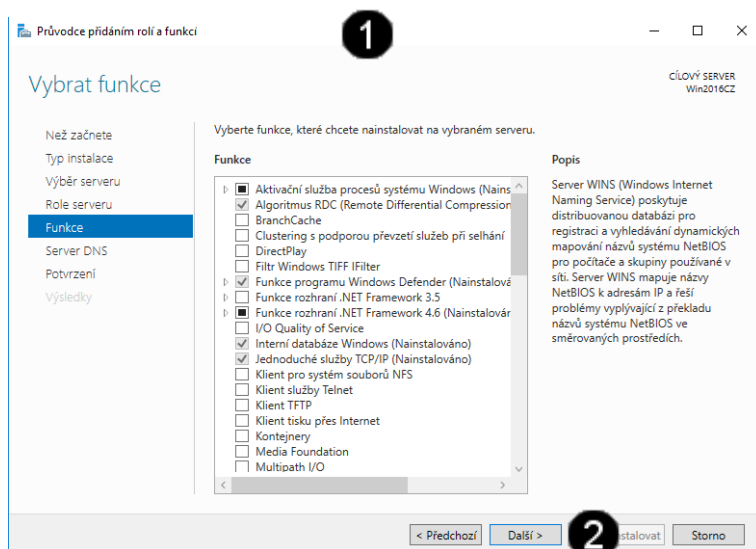 Průvodce přidáním rolí a funkcí
1
Vybrat funkce
CÍLOVÝ SERVER
Win2016CZ
Než začnete
Typ instalace
Výběr serveru
Role serveru
Funkce
Server DNS
Potvrzení
Výsledky
Vyberte funkce, které chcete nainstalovat na vybraném serveru.
Funkce
Aktivační služba procesů systému Windows (Nains
Algoritmus RDC (Remote Differential Compression
BranchCache
Clustering s podporou převzetí služeb při selhání
DirectPlay
Filtr Windows TIFF IFilter
Funkce programu Windows Defender (Nainstalová
Funkce rozhraní .NET Framework 3.5
Funkce rozhraní .NET Framework 4.6 (Nainstalovár
I/O Quality of Service
Interní databáze Windows (Nainstalováno)
Jednoduché služby TCP/IP (Nainstalováno)
Klient pro systém souborů NFS
Klient služby Telnet
Klient TFTP
Klient tisku přes Internet
Kontejnery
Media Foundation
Multipath I/O
Popis
Server WINS (Windows Internet
Naming Service) poskytuje
distribuovanou databázi pro
registraci a vyhledávání dynamických
mapování názvů systému NetBIOS
pro počítače a skupiny používané v
síti. Server WINS mapuje názvy
NetBIOS k adresám IP a řeší
problémy vyplývající z překladu
názvů systému NetBIOS ve
směrovaných prostředích.
< Předchozí
Další >
2
stalovat
Storno